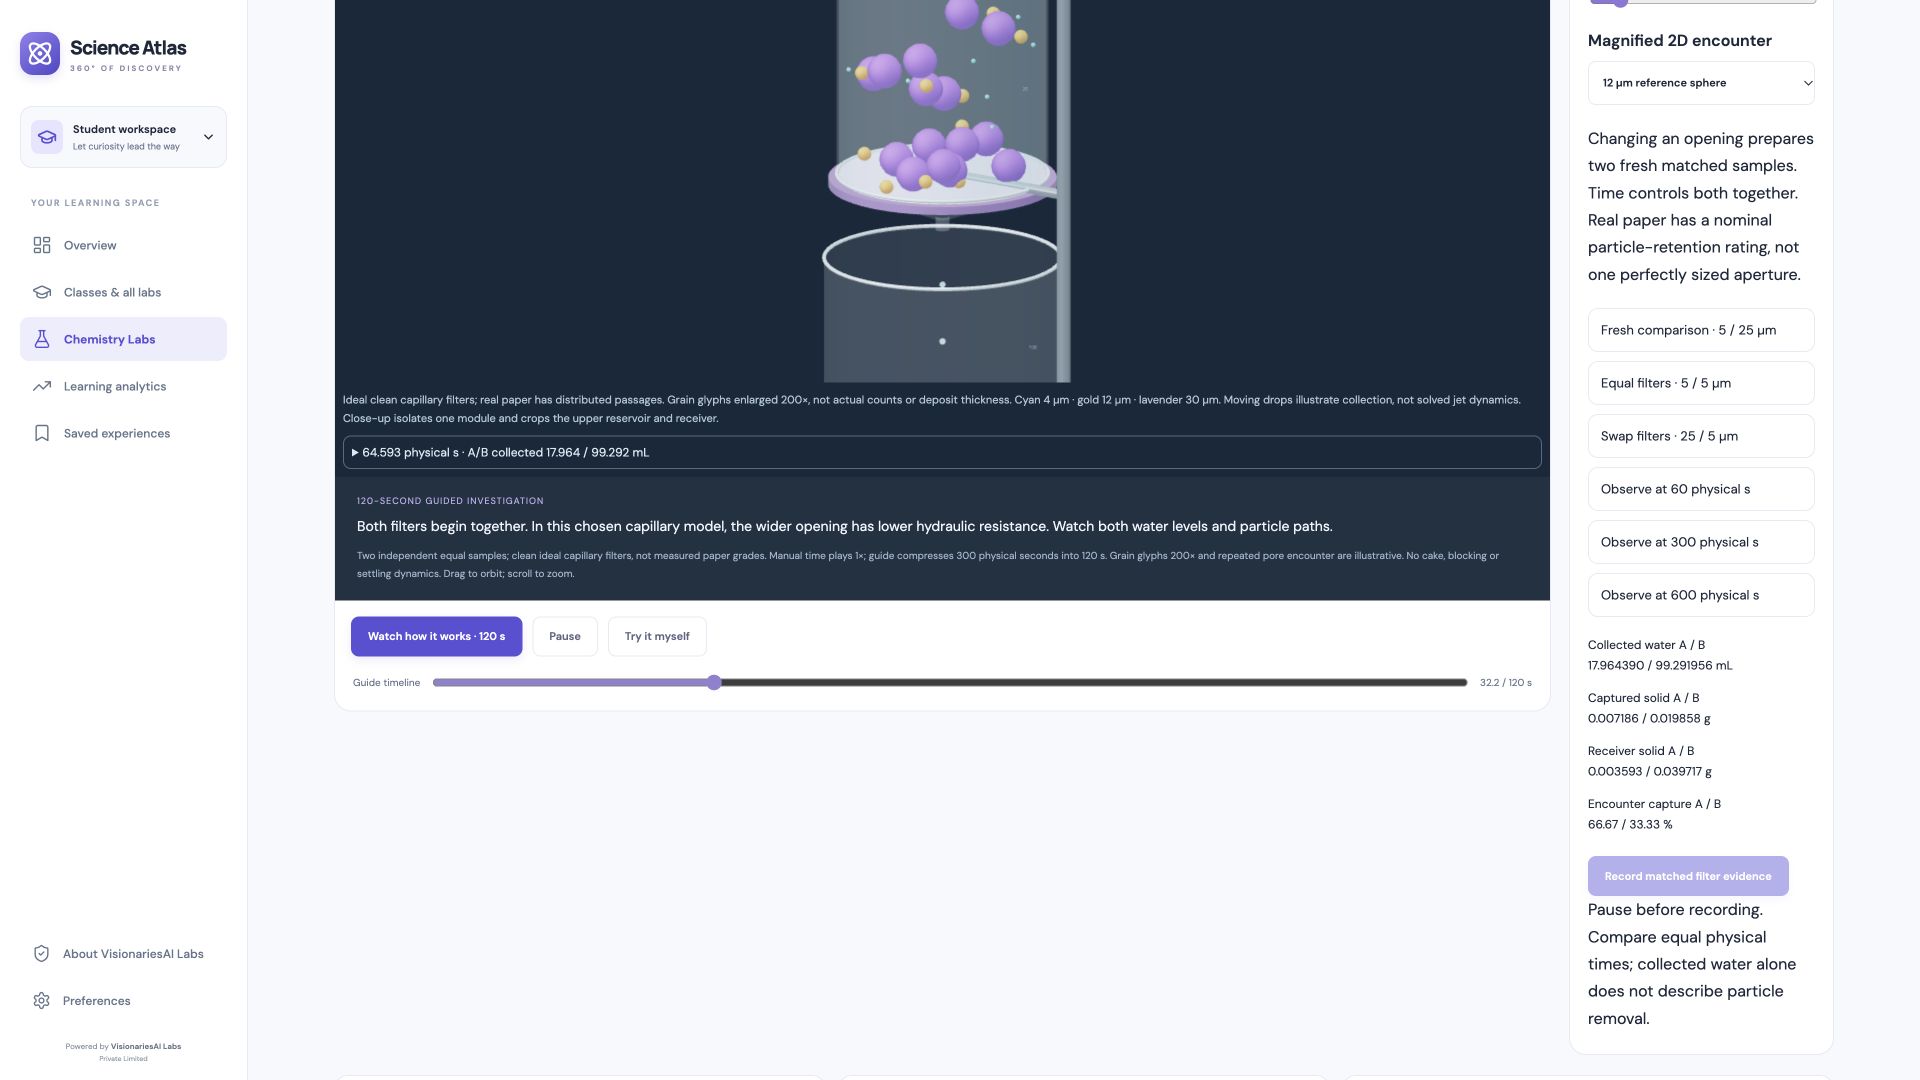 Science Atlas
360° OF DISCOVERY
Student workspace
Let curiosity lead the way
YOUR LEARNING SPACE
Overview
Classes & all labs
Chemistry Labs
Learning analytics
Saved experiences
About VisionariesAI Labs
Preferences
Powered by VisionariesAI Labs
Private Limited
Ideal clean capillary filters; real paper has distributed passages. Grain glyphs enlarged 200×, not actual counts or deposit thickness. Cyan 4 µm · gold 12 µm · lavender 30 µm. Moving drops illustrate collection, not solved jet dynamics.
Close-up isolates one module and crops the upper reservoir and receiver.
64.593 physical s · A/B collected 17.964 / 99.292 mL
120-SECOND GUIDED INVESTIGATION
Both filters begin together. In this chosen capillary model, the wider opening has lower hydraulic resistance. Watch both water levels and particle paths.
Two independent equal samples; clean ideal capillary filters, not measured paper grades. Manual time plays 1×; guide compresses 300 physical seconds into 120 s. Grain glyphs 200× and repeated pore encounter are illustrative. No cake, blocking or
settling dynamics. Drag to orbit; scroll to zoom.
Watch how it works · 120 s
Pause
Try it myself
Guide timeline
32.2 / 120 s
Magnified 2D encounter
12 µm reference sphere
Changing an opening prepares
two fresh matched samples.
Time controls both together.
Real paper has a nominal
particle-retention rating, not
one perfectly sized aperture.
Fresh comparison · 5 / 25 µm
Equal filters · 5 / 5 µm
Swap filters · 25 / 5 µm
Observe at 60 physical s
Observe at 300 physical s
Observe at 600 physical s
Collected water A / B
17.964390 / 99.291956 mL
Captured solid A / B
0.007186 / 0.019858 g
Receiver solid A / B
0.003593 / 0.039717 g
Encounter capture A / B
66.67 / 33.33 %
Record matched filter evidence
Pause before recording.
Compare equal physical
times; collected water alone
does not describe particle
removal.